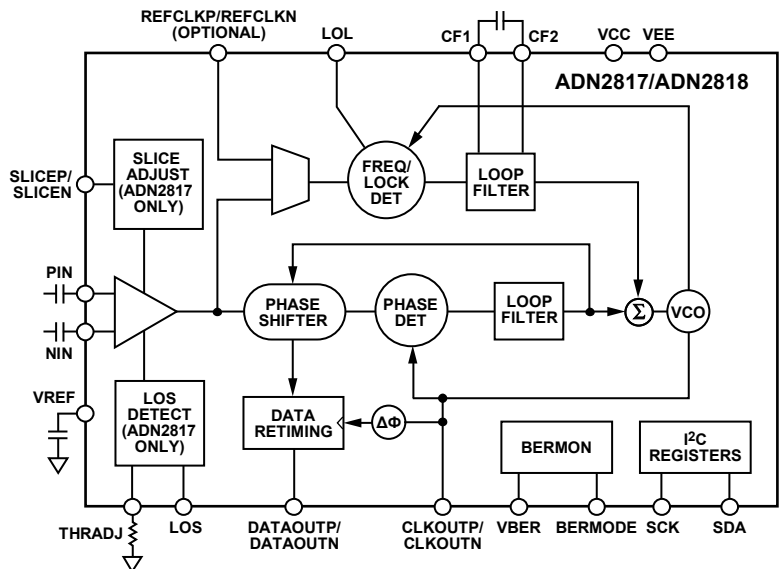 REFCLKP/REFCLKN
(OPTIONAL)
LOL
CF1
CF2
VCC
VEE
ADN2817/ADN2818
SLICEP/
SLICEN
SLICE
ADJUST
(ADN2817
ONLY)
FREQ/
LOCK
DET
LOOP
FILTER
PIN
NIN
PHASE
SHIFTER
PHASE
DET
LOOP
FILTER
Σ
VCO
VREF
LOS
DETECT
(ADN2817
ONLY)
DATA
RETIMING
ΔΦ
BERMON
I²C
REGISTERS
THRADJ
LOS
DATAOUTP/
DATAOUTN
CLKOUTP/
CLKOUTN
VBER
BERMODE
SCK
SDA